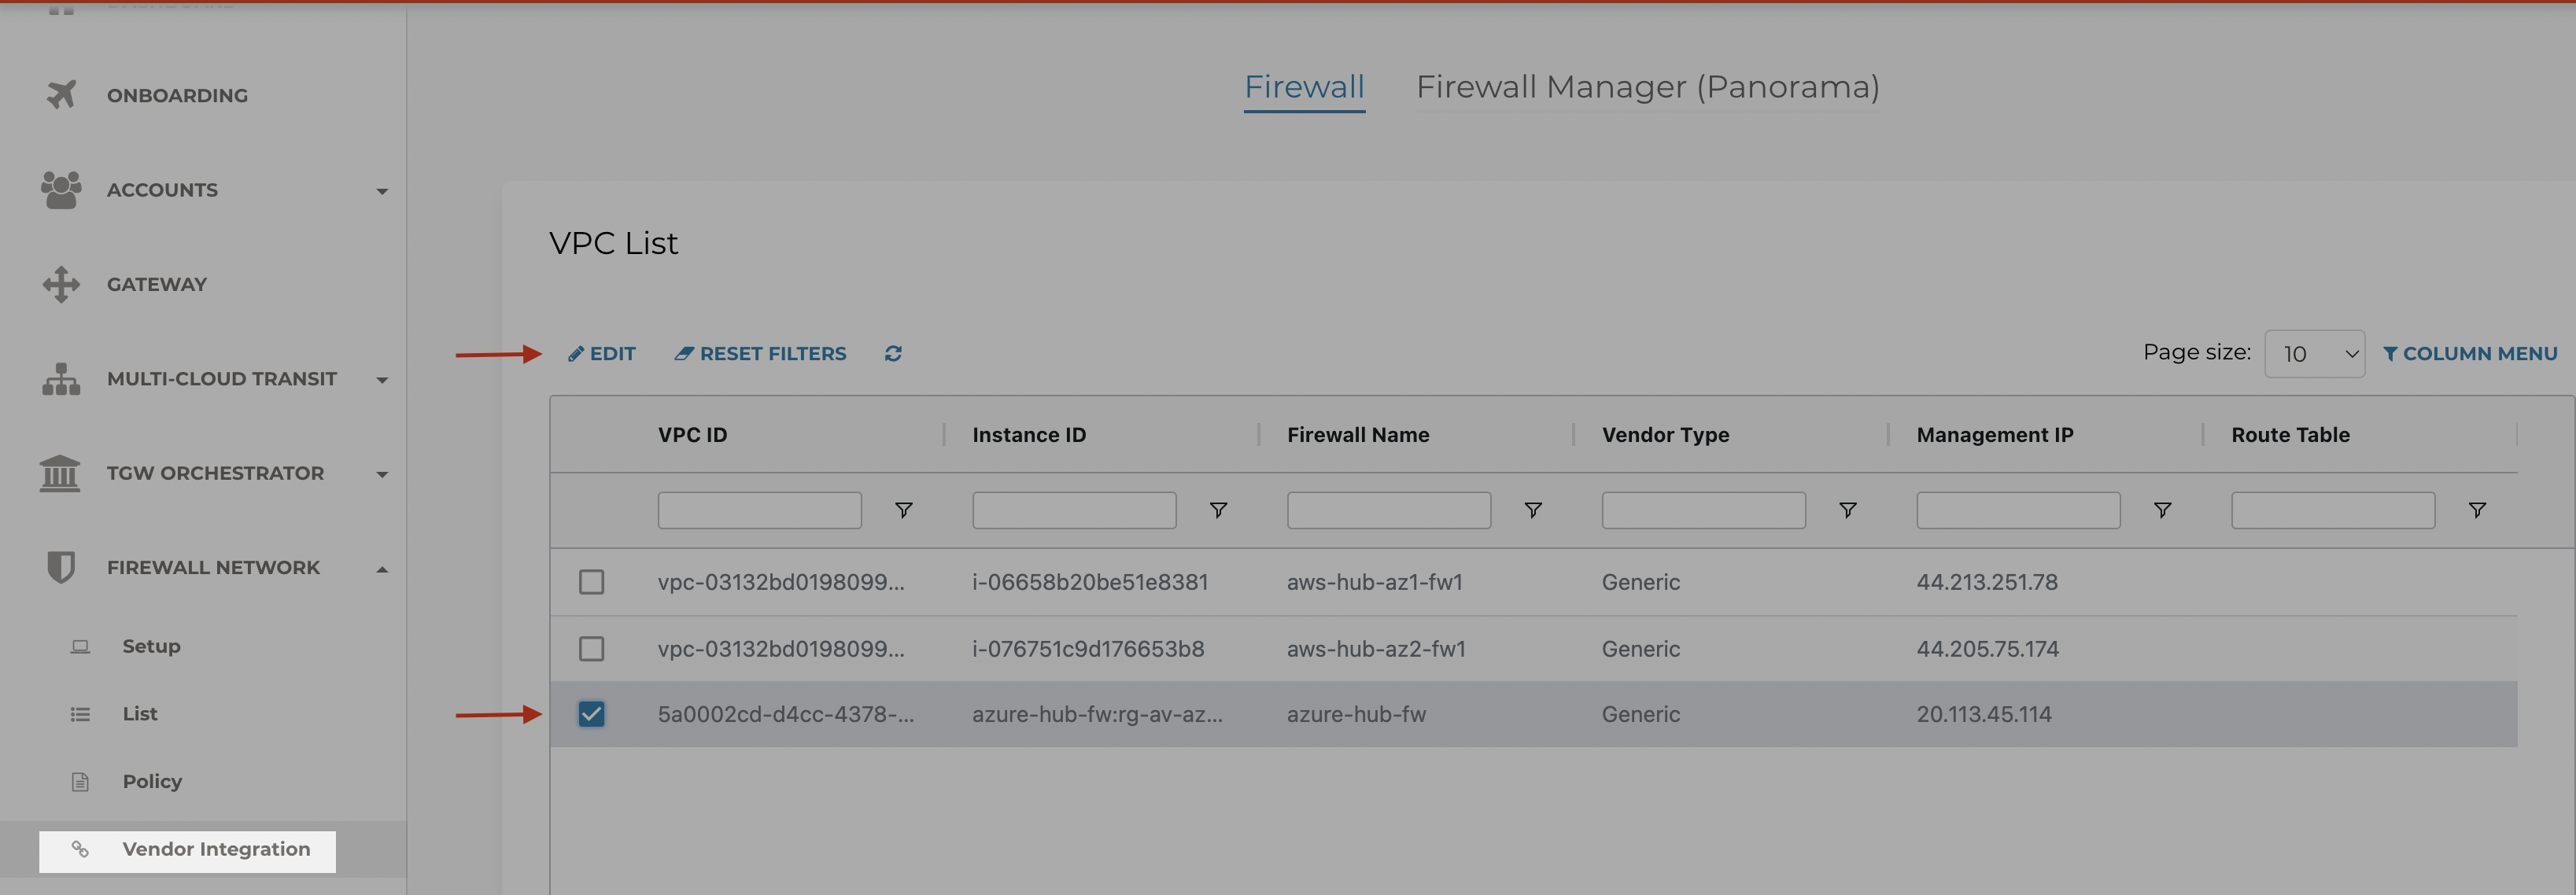 ONBOARDING
ACCOUNTS
GATEWAY
MULTI-CLOUD TRANSIT
TGW ORCHESTRATOR
FIREWALL NETWORK
Setup
List
Policy
Vendor Integration
Firewall
Firewall Manager (Panorama)
VPC List
EDIT
RESET FILTERS
Page size:
10
COLUMN MENU
VPC ID
Instance ID
Firewall Name
Vendor Type
Management IP
Route Table
vpc-03132bd0198099...
i-06658b20be51e8381
aws-hub-az1-fw1
Generic
44.213.251.78
vpc-03132bd0198099...
i-076751c9d176653b8
aws-hub-az2-fw1
Generic
44.205.75.174
5a0002cd-d4cc-4378-...
azure-hub-fw:rg-av-az...
azure-hub-fw
Generic
20.113.45.114